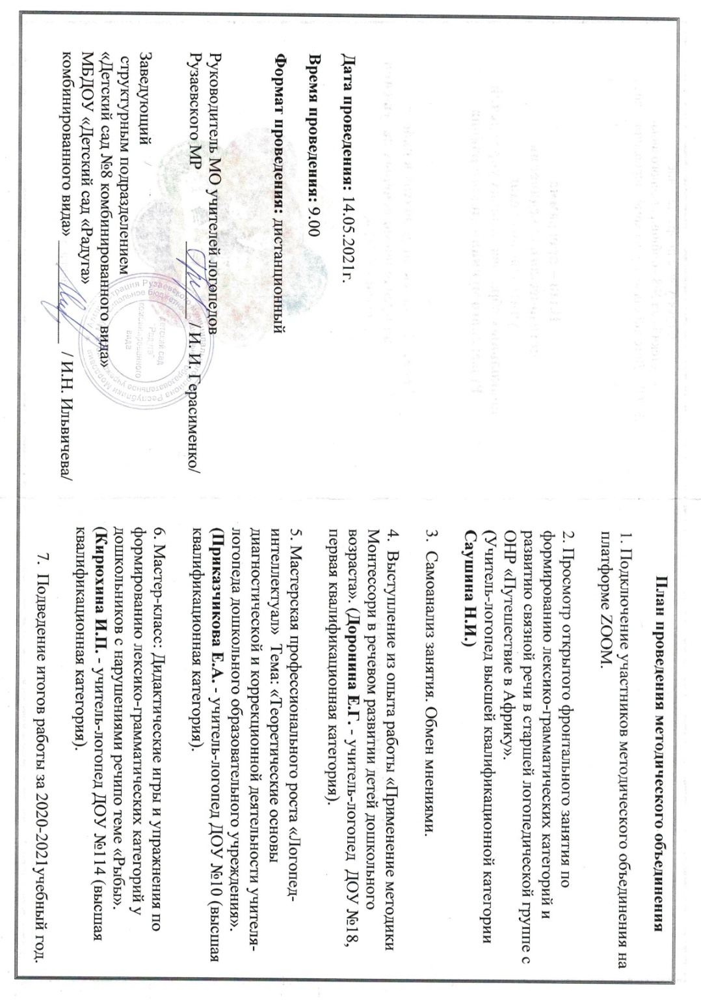 Дата проведения: 14.05.2021г.
Время проведения: 9.00
Формат проведения: дистанционный
Руководитель МО учителей логопедов
Рузаевского МР / И. И. Герасименко/
Заведующий
структурным подразделением
«Детский сад №8 комбинированного вида»
МБДОУ «Детский сад «Радуга»
комбинированного вида» / И.Н. Ильвичева/
детский сад
"Радуга"
комбинированного
вида
План проведения методического объединения
1. Подключение участников методического объединения на
платформе ZOOM.
2. Просмотр открытого фронтального занятия по
формированию лексико-грамматических категорий и
развитию связной речи в старшей логопедической группе с
ОНР «Путешествие в Африку».
(Учитель-логопед высшей квалификационной категории
Саушина Н.И.)
3. Самоанализ занятия. Обмен мнениями.
4. Выступление из опыта работы «Применение методики
Монтессори в речевом развитии детей дошкольного
возраста». (Доронина Е.Г. - учитель-логопед ДОУ №18,
первая квалификационная категория).
5. Мастерская профессионального роста «Логопед-
интеллектуал» Тема: «Теоретические основы
диагностической и коррекционной деятельности учителя-
логопеда дошкольного образовательного учреждения».
(Приказчикова Е.А. - учитель-логопед ДОУ №10 (высшая
квалификационная категория).
6. Мастер-класс: Дидактические игры и упражнения по
формированию лексико-грамматических категорий у
дошкольников с нарушениями речипо теме «Рыбы».
(Кирюхина И.П. - учитель-логопед ДОУ №114 (высшая
квалификационная категория).
7. Подведение итогов работы за 2020-2021учебный год.